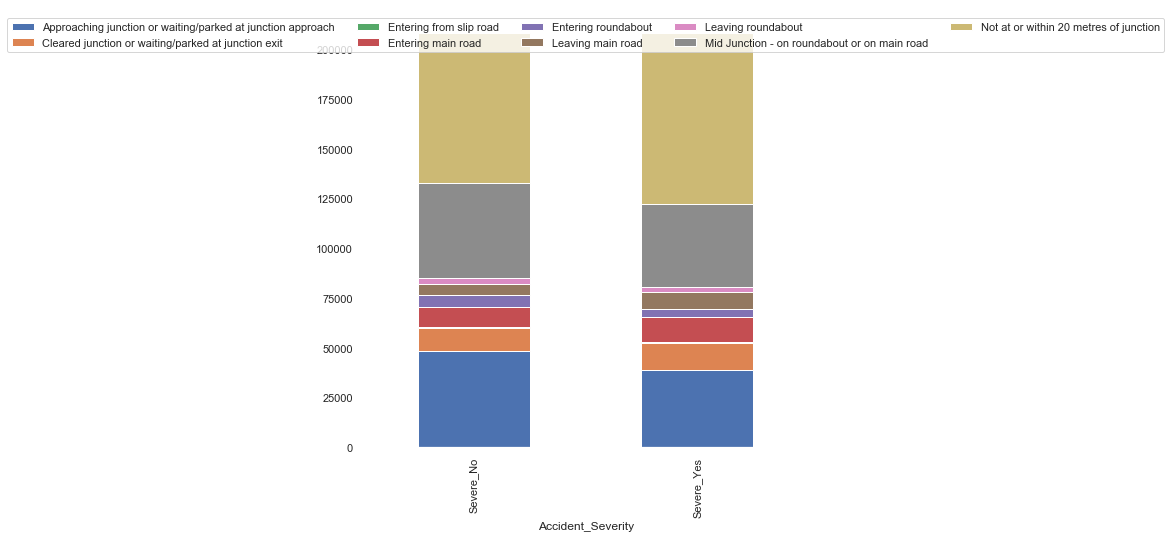 Approaching junction or waiting/parked at junction approach Entering from slip road Entering roundabout Leaving roundabout Not at or within 20 metres of junction
Cleared junction or waiting/parked at junction exit Entering main road Leaving main road Mid Junction - on roundabout or on main road
200000
175000
150000
125000
100000
75000
50000
25000
0
Severe_No
Severe_Yes
Accident_Severity